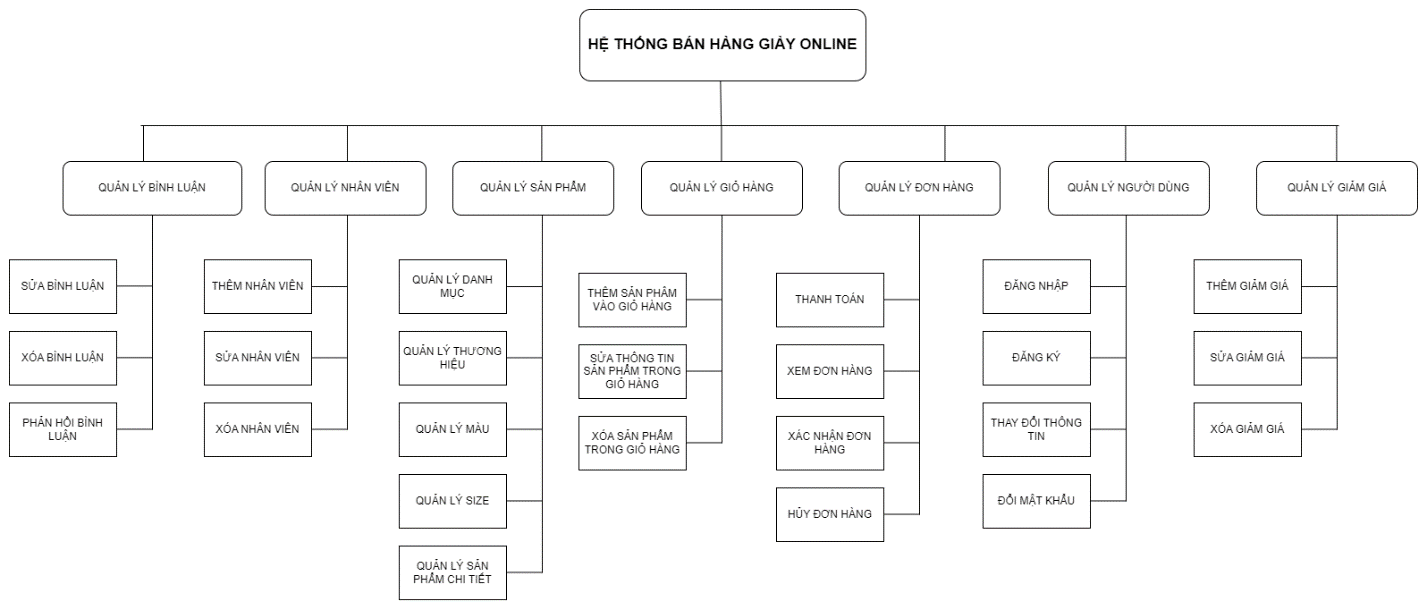 HỆ THỐNG BÁN HÀNG GIÀY ONLINE
QUẢN LÝ BÌNH LUẬN
QUẢN LÝ NHÂN VIÊN
QUẢN LÝ SẢN PHẨM
QUẢN LÝ GIỎ HÀNG
QUẢN LÝ ĐƠN HÀNG
QUẢN LÝ NGƯỜI DÙNG
QUẢN LÝ GIẢM GIÁ
SỬA BÌNH LUẬN
XÓA BÌNH LUẬN
PHẢN HỒI BÌNH
LUẬN
THÊM NHÂN VIÊN
SỬA NHÂN VIÊN
XÓA NHÂN VIÊN
QUẢN LÝ DANH
MỤC
QUẢN LÝ THƯƠNG
HIỆU
QUẢN LÝ MÀU
QUẢN LÝ SIZE
QUẢN LÝ SẢN
PHẨM CHI TIẾT
THÊM SẢN PHẨM
VÀO GIỎ HÀNG
SỬA THÔNG TIN
SẢN PHẨM TRONG
GIỎ HÀNG
XÓA SẢN PHẨM
TRONG GIỎ HÀNG
THANH TOÁN
XEM ĐƠN HÀNG
XÁC NHẬN ĐƠN
HÀNG
HỦY ĐƠN HÀNG
ĐĂNG NHẬP
ĐĂNG KÝ
THAY ĐỔI THÔNG
TIN
ĐỔI MẬT KHẨU
THÊM GIẢM GIÁ
SỬA GIẢM GIÁ
XÓA GIẢM GIÁ